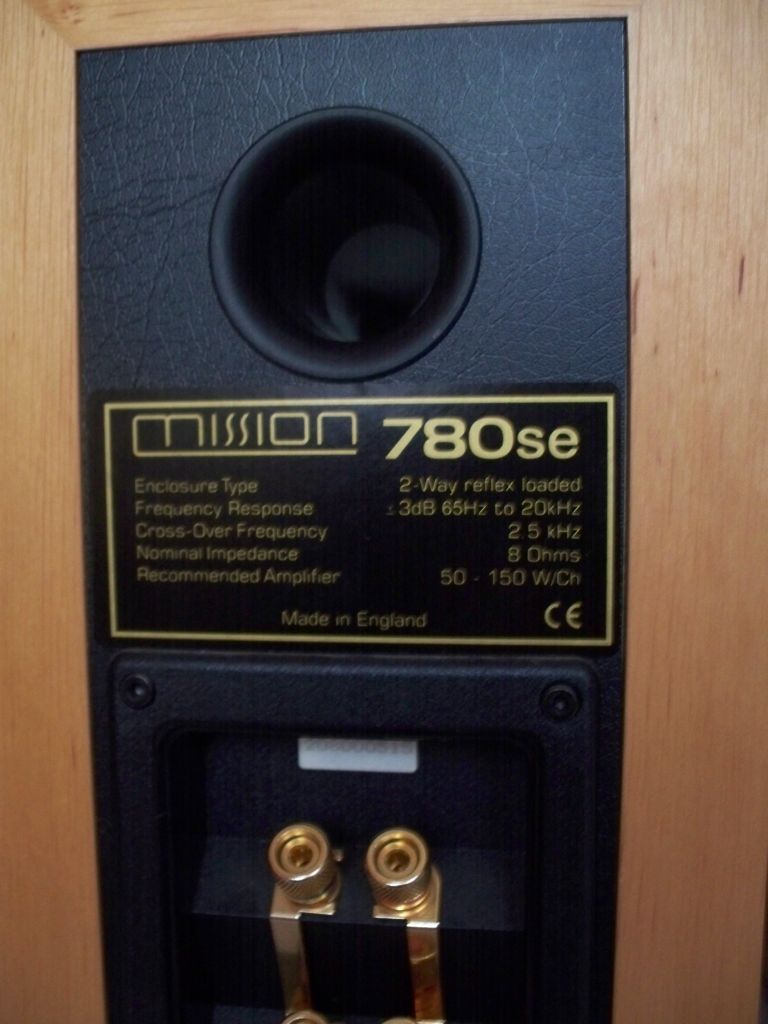 mission 780se
Enclosure Type 2-Way reflex loaded
Frequency Response ±3dB 65Hz to 20kHz
Cross-Over Frequency 2.5 kHz
Nominal Impedance 8 Ohms
Recommended Amplifier 50 - 150 W/Ch
Made in England CE